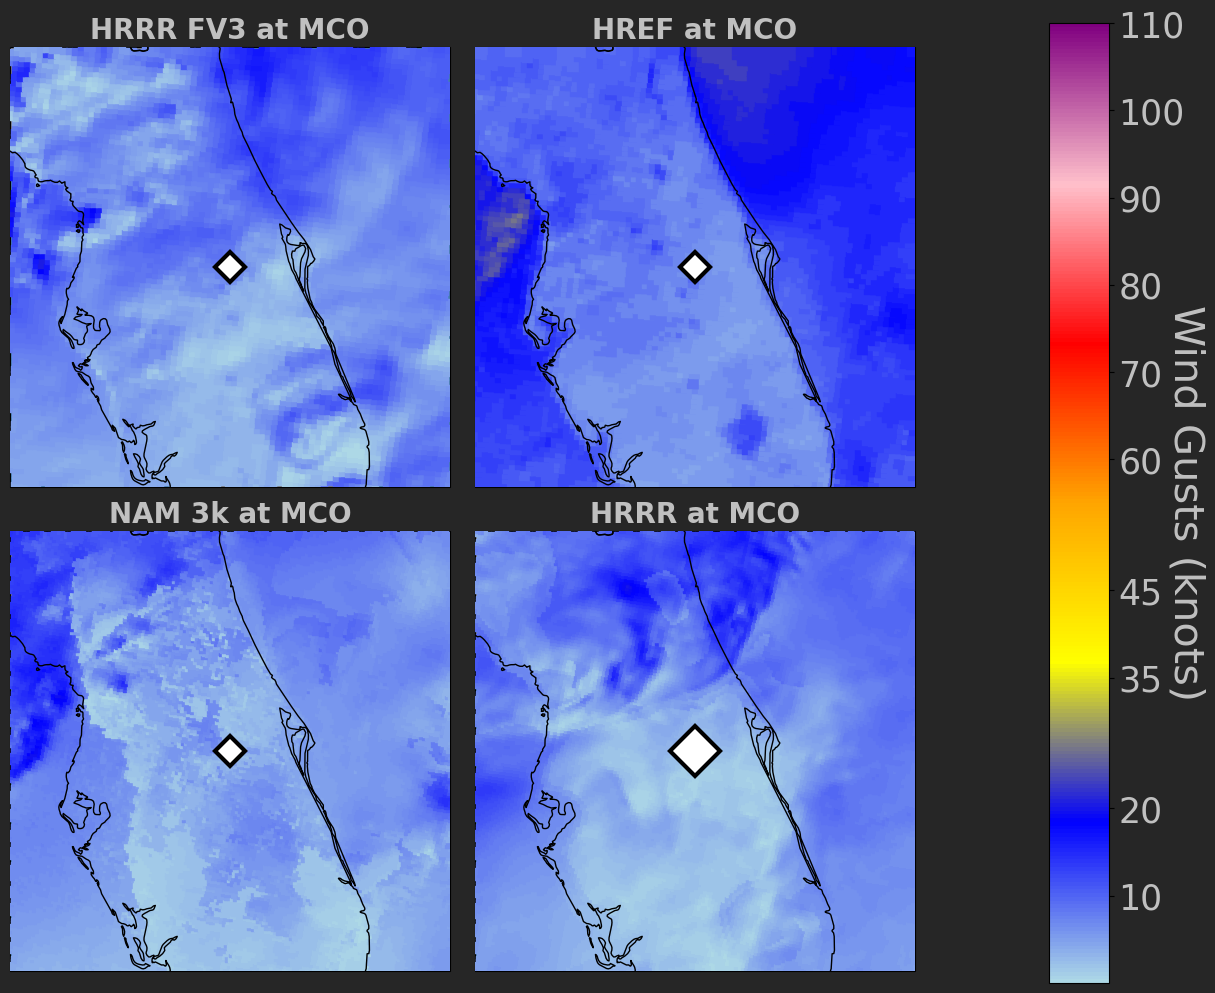 HRRR FV3 at MCO
HREF at MCO
NAM 3k at MCO
HRRR at MCO
110
100
90
80
70
60
45
35
20
10
Wind Gusts (knots)